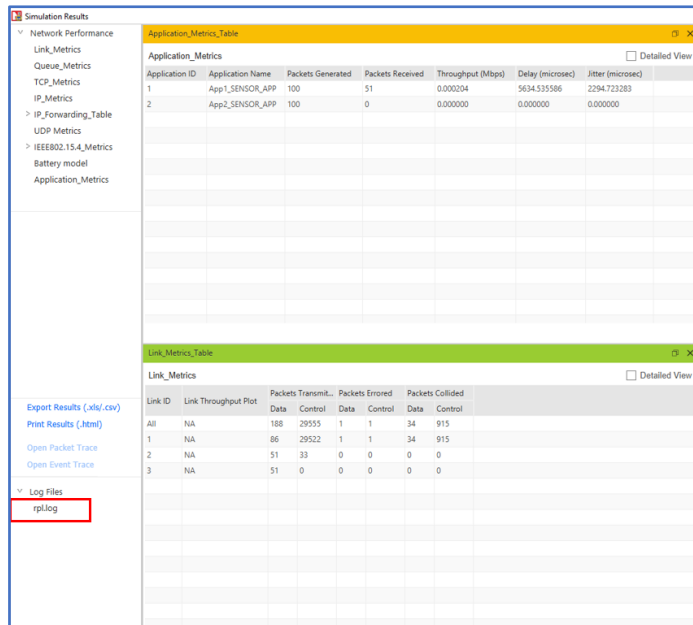 Simulation Results
Network Performance
Link_Metrics
Queue_Metrics
TCP_Metrics
IP_Metrics
IP_Forwarding_Table
UDP Metrics
IEEE802.15.4_Metrics
Battery model
Application_Metrics
Export Results (.xls/.csv)
Print Results (.html)
Open Packet Trace
Open Event Trace
Log Files
rpl.log
Application_Metrics_Table
Application_Metrics Detailed View
Application ID Application Name Packets Generated Packets Received Throughput (Mbps) Delay (microsec) Jitter (microsec)
1 App1_SENSOR_APP 100 51 0.000204 5634.535586 2294.723283
2 App2_SENSOR_APP 100 0 0.000000 0.000000 0.000000
Link_Metrics_Table
Link_Metrics Detailed View
Link ID Link Throughput Plot Packets Transmit... Packets Errored Packets Collided
Data Control Data Control Data Control
All NA 188 29555 1 1 34 915
1 NA 86 29522 1 1 34 915
2 NA 51 33 0 0 0 0
3 NA 51 0 0 0 0 0